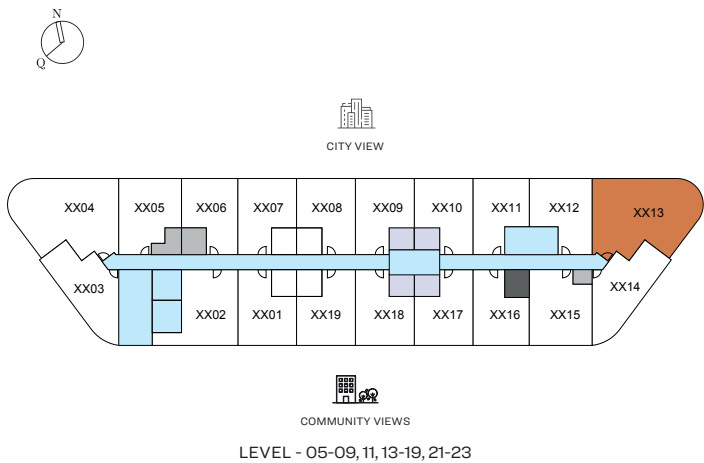 N
Q
CITY VIEW
XX04 XX05 XX06 XX07 XX08 XX09 XX10 XX11 XX12 XX13
XX03 XX02 XX01 XX19 XX18 XX17 XX16 XX15 XX14
COMMUNITY VIEWS
LEVEL - 05-09, 11, 13-19, 21-23